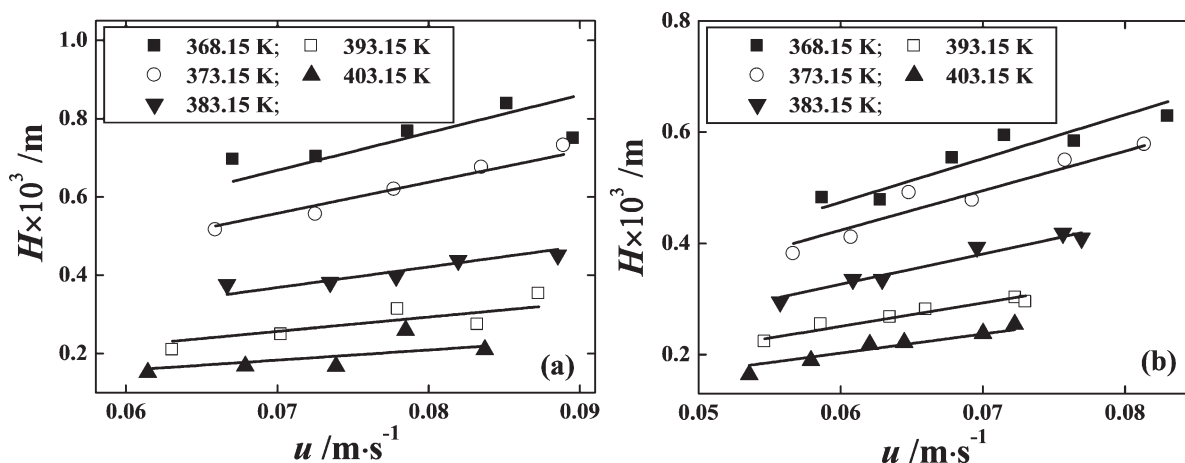 1.0
0.8
0.6
0.4
0.2
H×10³ /m
368.15 K; 393.15 K
373.15 K; 403.15 K
383.15 K;
(a)
0.06 0.07 0.08 0.09
u /m·s⁻¹
0.8
0.6
0.4
0.2
H×10³ /m
368.15 K; 393.15 K
373.15 K; 403.15 K
383.15 K;
(b)
0.05 0.06 0.07 0.08
u /m·s⁻¹